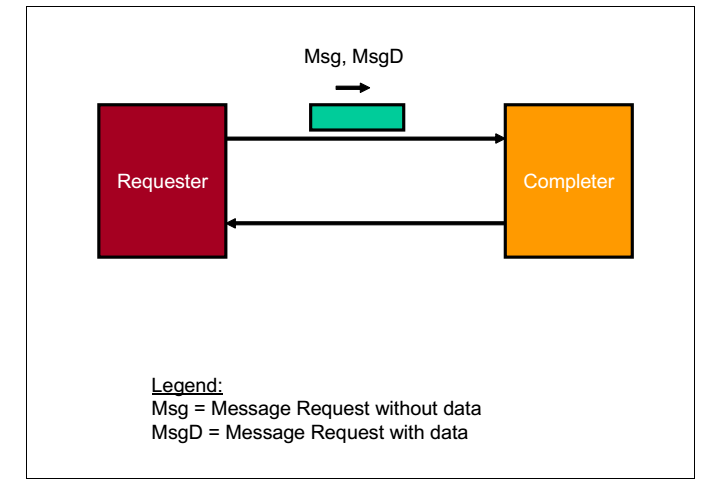 Msg, MsgD
Requester
Completer
Legend:
Msg = Message Request without data
MsgD = Message Request with data